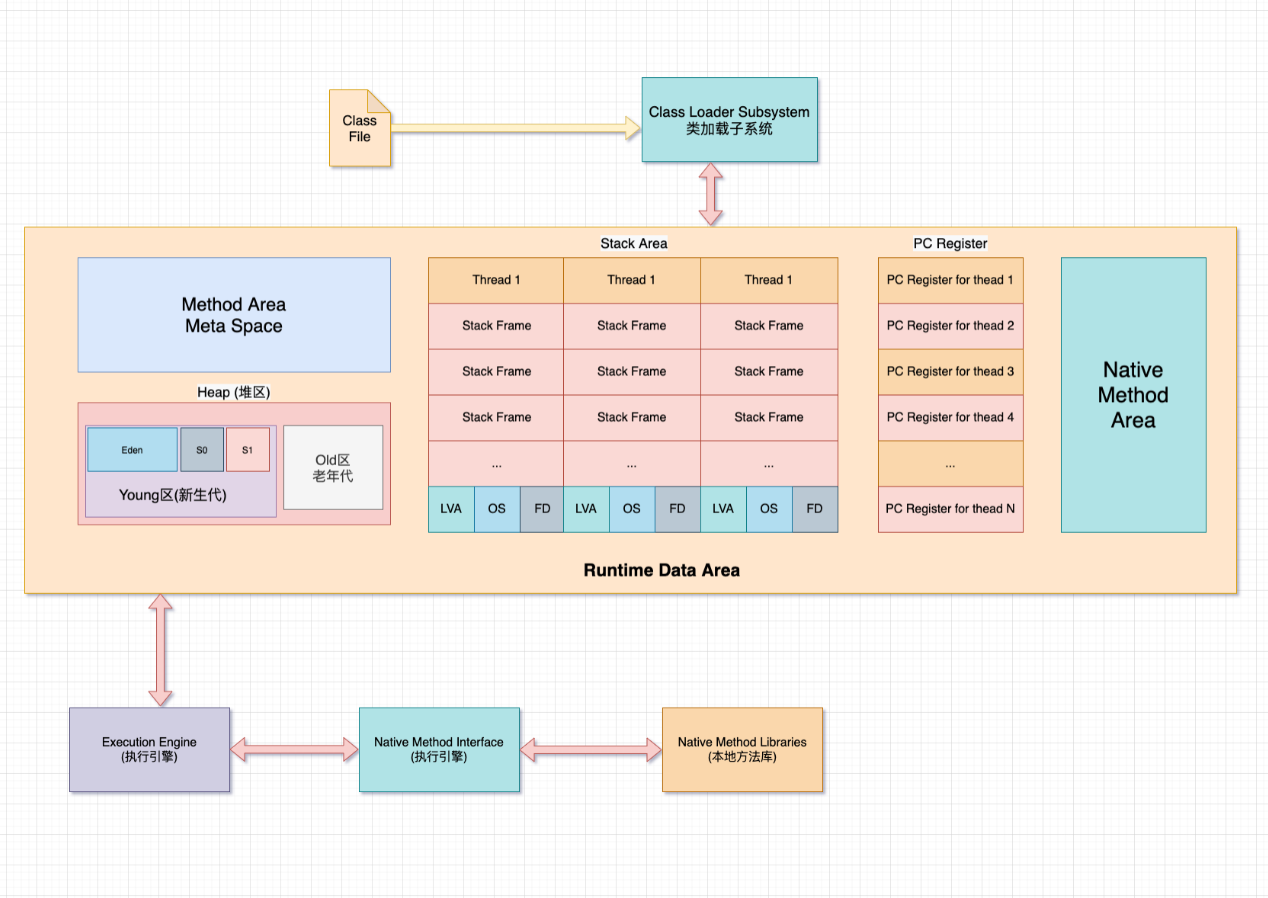 Class
File
Class Loader Subsystem
类加载子系统
Stack Area
PC Register
Method Area
Meta Space
Heap (堆区)
Eden
S0
S1
Young区(新生代)
Old区
老年代
Thread 1
Thread 1
Thread 1
Stack Frame
Stack Frame
Stack Frame
Stack Frame
Stack Frame
Stack Frame
Stack Frame
Stack Frame
Stack Frame
...
...
...
LVA
OS
FD
LVA
OS
FD
LVA
OS
FD
PC Register for thead 1
PC Register for thead 2
PC Register for thead 3
PC Register for thead 4
...
PC Register for thead N
Native
Method
Area
Runtime Data Area
Execution Engine
(执行引擎)
Native Method Interface
(执行引擎)
Native Method Libraries
(本地方法库)